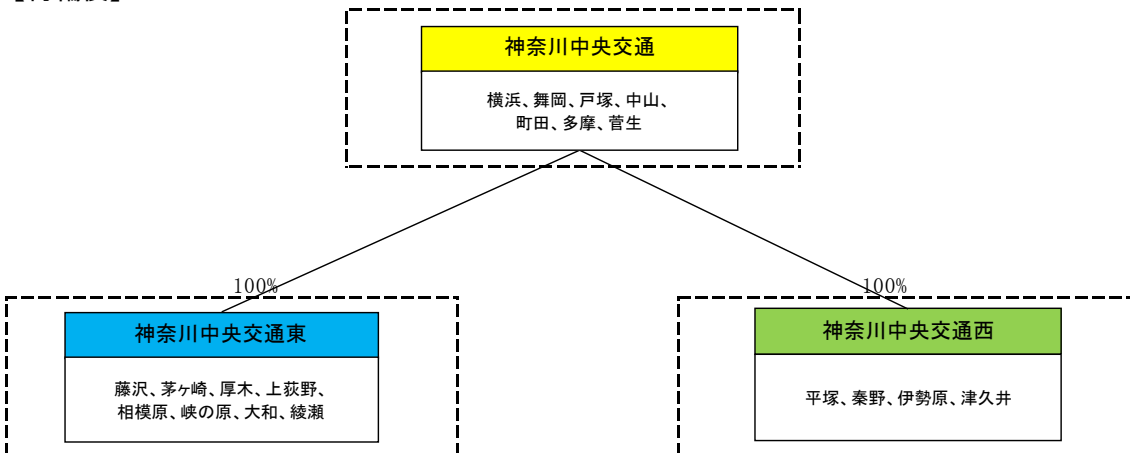 神奈川中央交通
横浜、舞岡、戸塚、中山、
町田、多摩、菅生
100%
100%
神奈川中央交通東
藤沢、茅ヶ崎、厚木、上荻野、
相模原、峡の原、大和、綾瀬
神奈川中央交通西
平塚、秦野、伊勢原、津久井